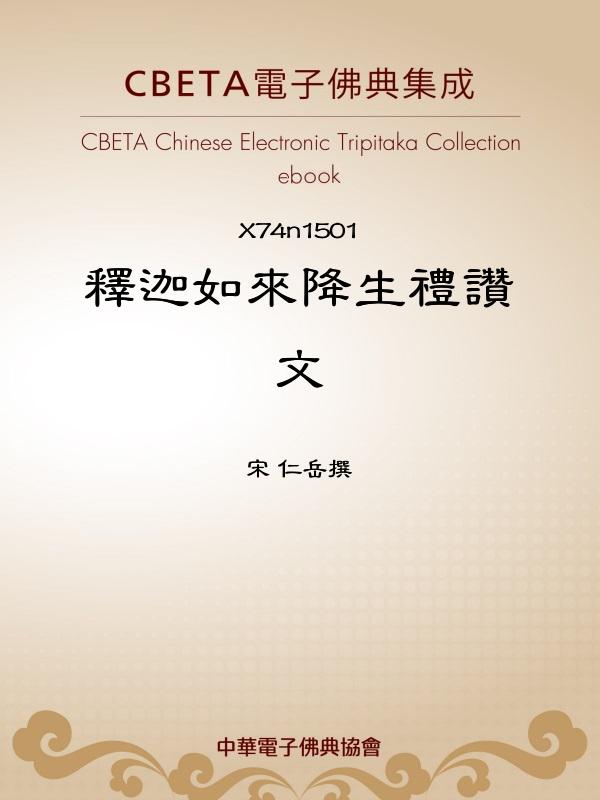 CBETA電子佛典集成
CBETA Chinese Electronic Tripitaka Collection
ebook
X74n1501
釋迦如來降生禮讚
文
宋 仁岳撰
中華電子佛典協會